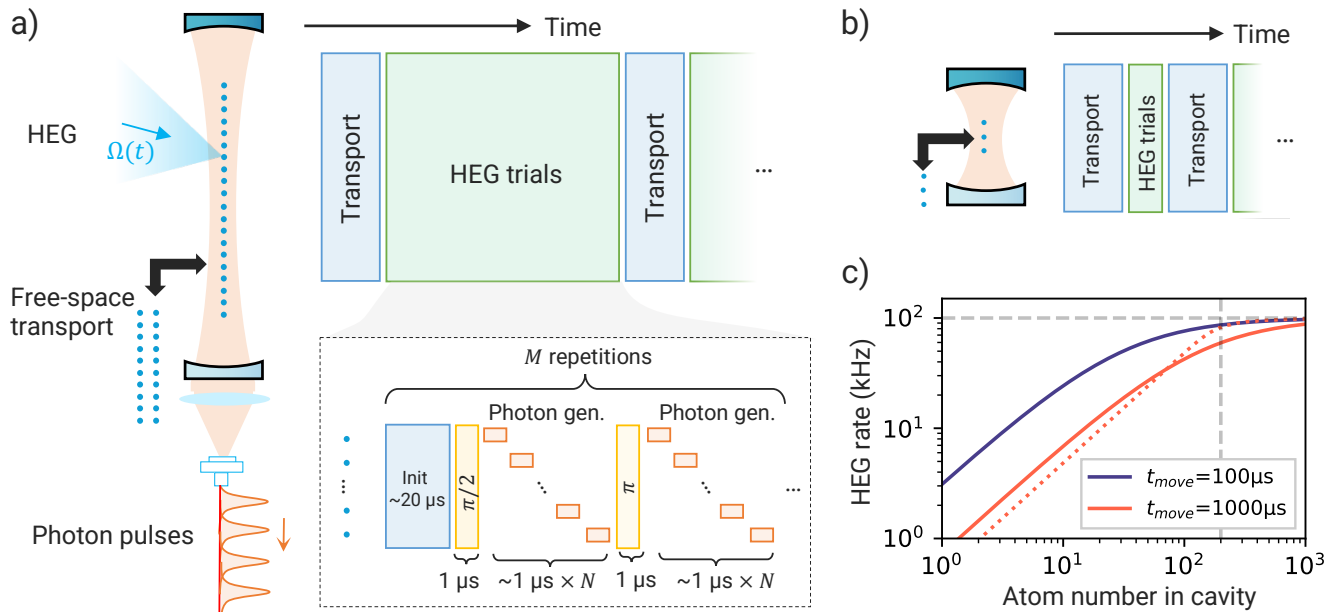 a)
Time
HEG
Ω(t)
Free-space
transport
Photon pulses
Transport
HEG trials
Transport
...
M repetitions
Photon gen.
Photon gen.
Init
~20 μs
π/2
π
...
...
...
...
1 μs
~1 μs × N
1 μs
~1 μs × N
b)
Time
Transport
HEG trials
Transport
...
c)
HEG rate (kHz)
10²
10¹
10⁰
t_move=100μs
t_move=1000μs
10⁰
10¹
10²
10³
Atom number in cavity